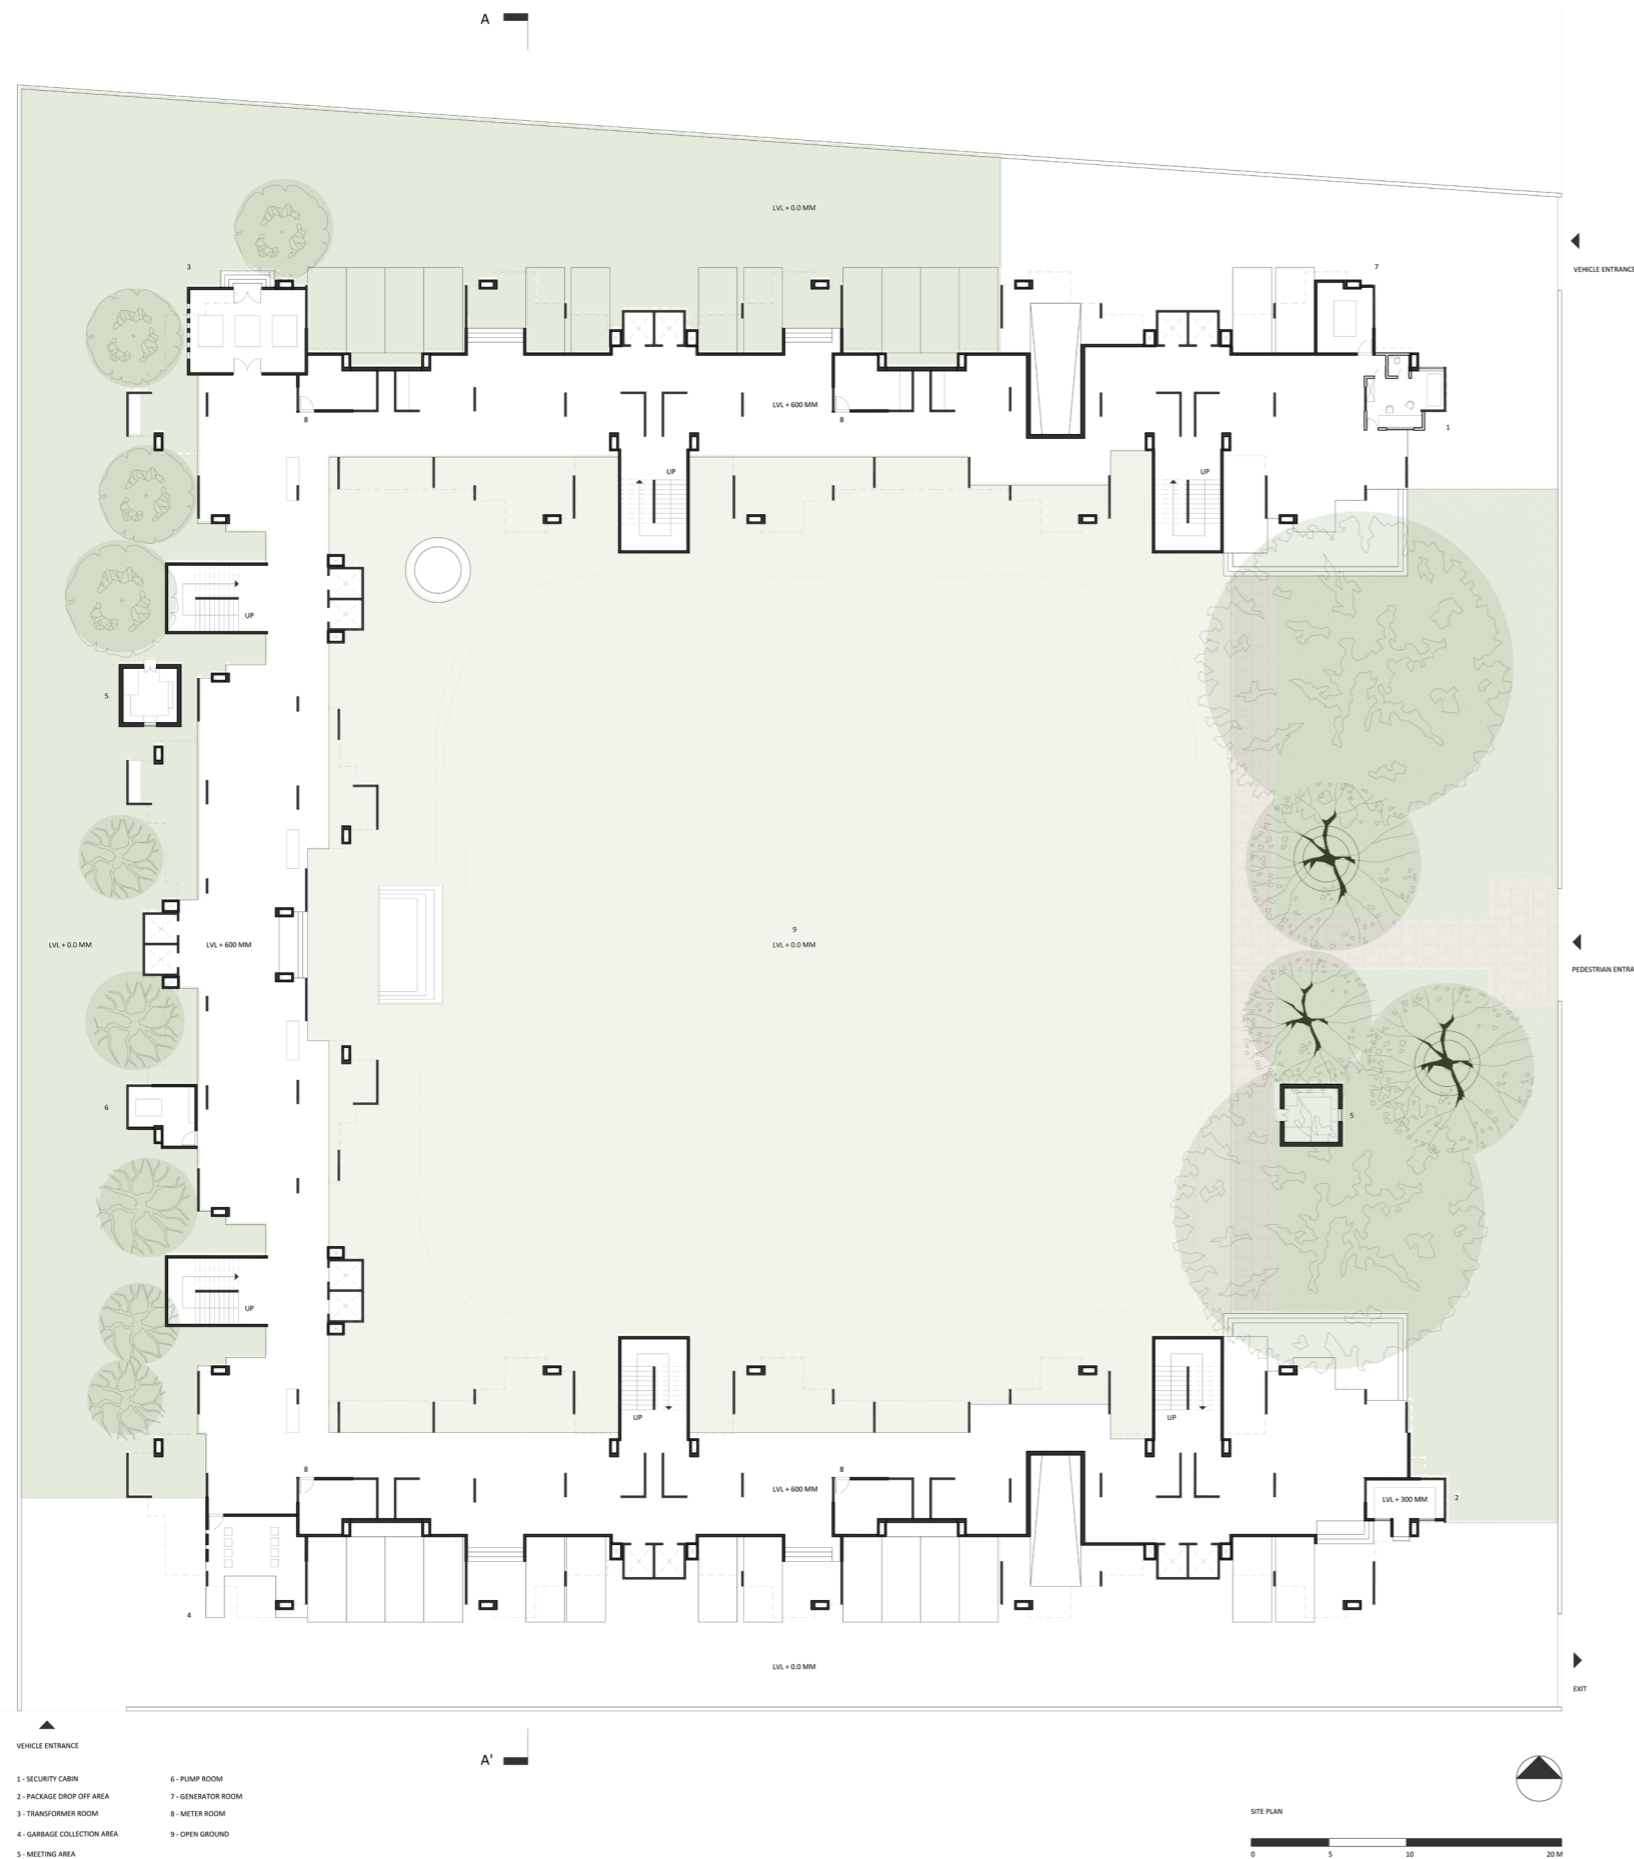 A
LVL + 0.0 MM
VEHICLE ENTRANCE
3
7
LVL + 600 MM
8
8
1
UP
UP
UP
5
9
LVL + 0.0 MM
LVL + 600 MM
LVL + 0.0 MM
PEDESTRIAN ENTRA
6
5
UP
UP
UP
8
8
LVL + 600 MM
LVL + 300 MM
2
4
LVL + 0.0 MM
EXIT
VEHICLE ENTRANCE
A'
1 - SECURITY CABIN
2 - PACKAGE DROP OFF AREA
3 - TRANSFORMER ROOM
4 - GARBAGE COLLECTION AREA
5 - MEETING AREA
6 - PUMP ROOM
7 - GENERATOR ROOM
8 - METER ROOM
9 - OPEN GROUND
SITE PLAN
0 5 10 20 M